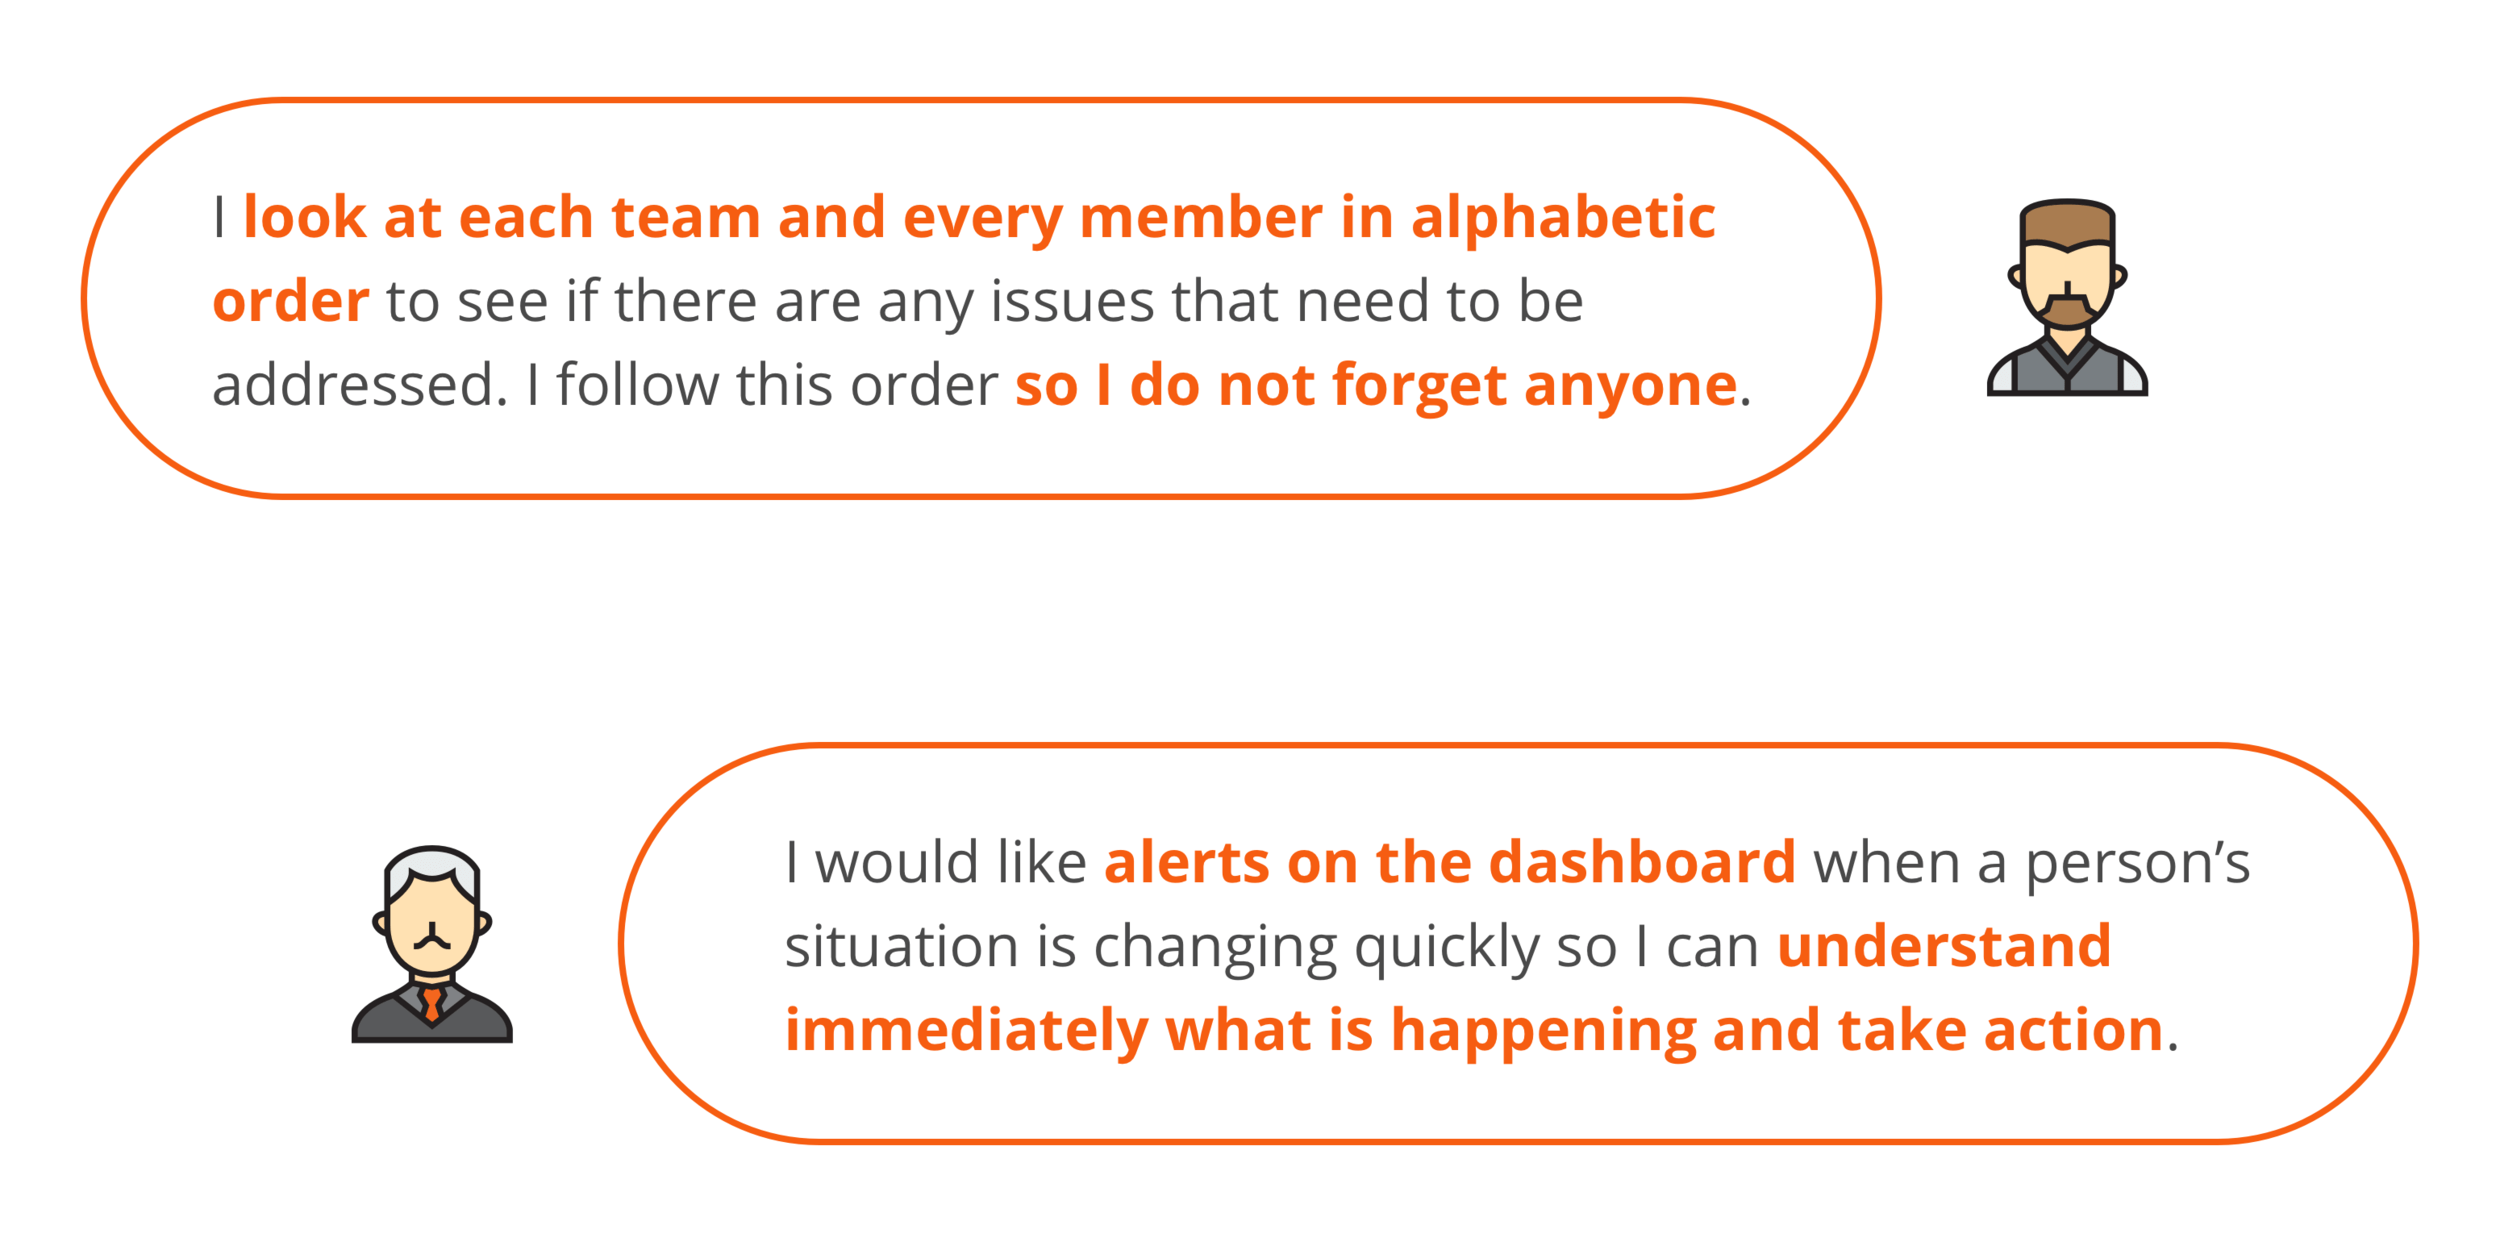 I look at each team and every member in alphabetic
order to see if there are any issues that need to be
addressed. I follow this order so I do not forget anyone.
I would like alerts on the dashboard when a person’s
situation is changing quickly so I can understand
immediately what is happening and take action.